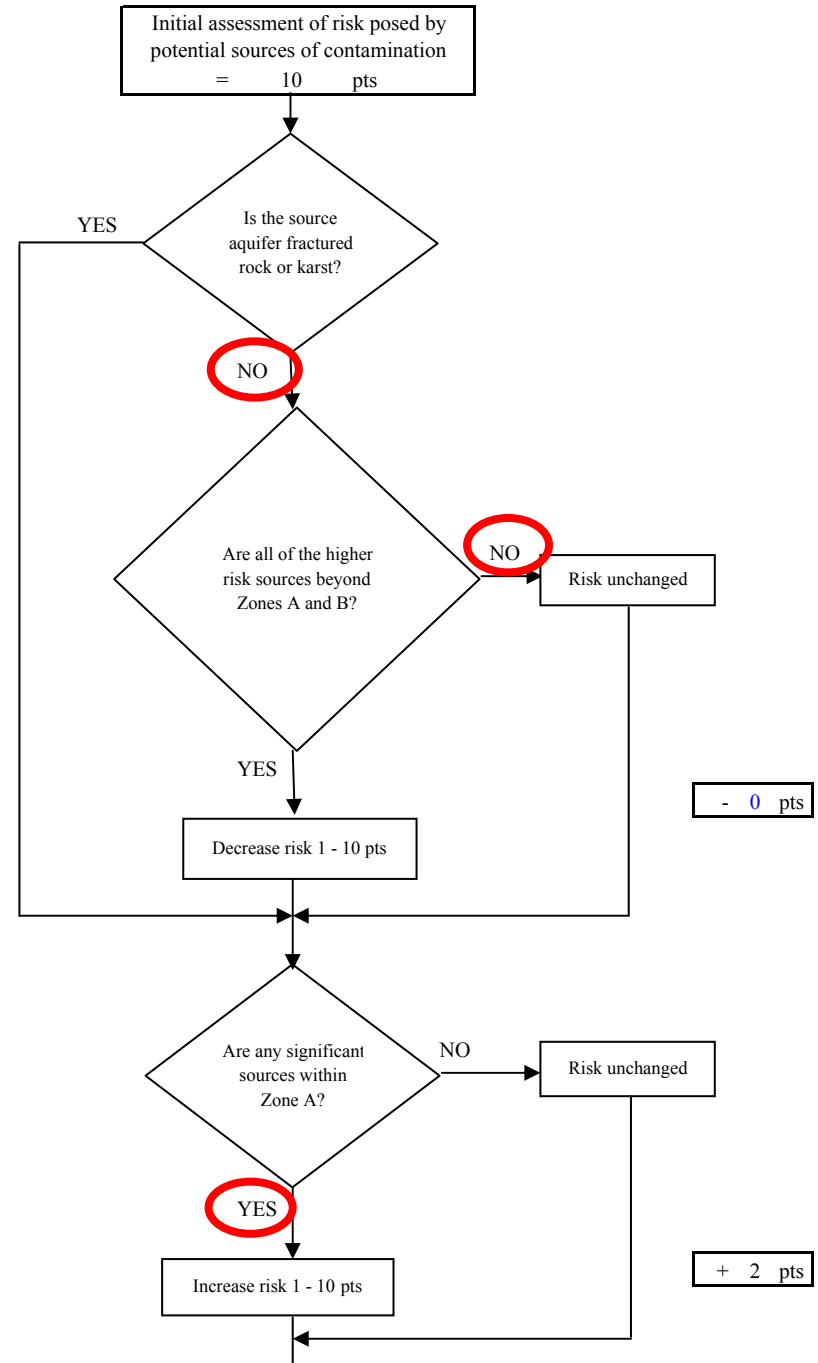 Initial assessment of risk posed by
potential sources of contamination
= 10 pts
YES
Is the source
aquifer fractured
rock or karst?
NO
Are all of the higher
risk sources beyond
Zones A and B?
NO
Risk unchanged
YES
- 0 pts
Decrease risk 1 - 10 pts
Are any significant
sources within
Zone A?
NO
Risk unchanged
YES
+ 2 pts
Increase risk 1 - 10 pts